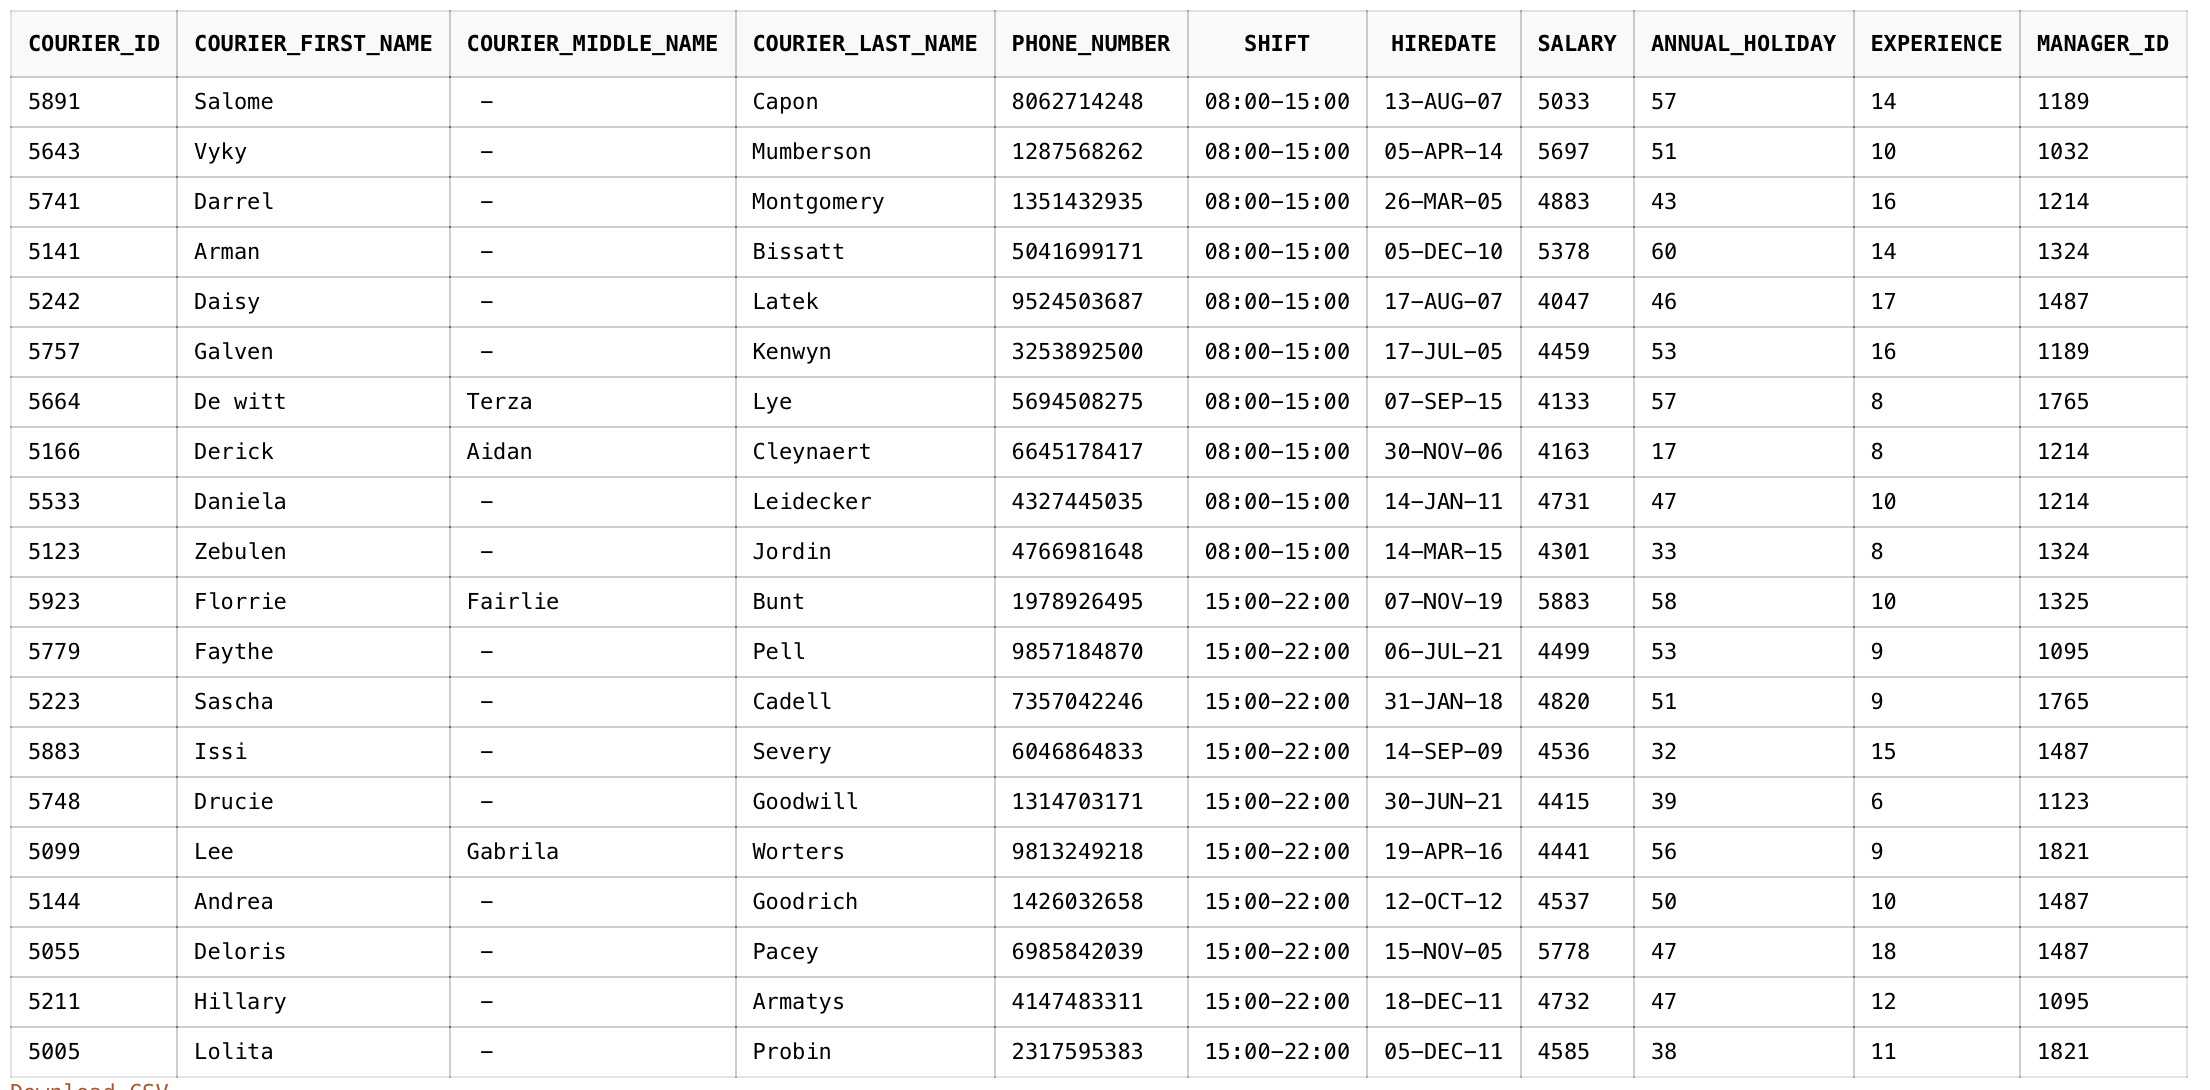 COURIER_ID COURIER_FIRST_NAME COURIER_MIDDLE_NAME COURIER_LAST_NAME PHONE_NUMBER SHIFT HIREDATE SALARY ANNUAL_HOLIDAY EXPERIENCE MANAGER_ID
5891 Salome – Capon 8062714248 08:00–15:00 13–AUG–07 5033 57 14 1189
5643 Vyky – Mumberson 1287568262 08:00–15:00 05–APR–14 5697 51 10 1032
5741 Darrel – Montgomery 1351432935 08:00–15:00 26–MAR–05 4883 43 16 1214
5141 Arman – Bissatt 5041699171 08:00–15:00 05–DEC–10 5378 60 14 1324
5242 Daisy – Latek 9524503687 08:00–15:00 17–AUG–07 4047 46 17 1487
5757 Galven – Kenwyn 3253892500 08:00–15:00 17–JUL–05 4459 53 16 1189
5664 De witt Terza Lye 5694508275 08:00–15:00 07–SEP–15 4133 57 8 1765
5166 Derick Aidan Cleynaert 6645178417 08:00–15:00 30–NOV–06 4163 17 8 1214
5533 Daniela – Leidecker 4327445035 08:00–15:00 14–JAN–11 4731 47 10 1214
5123 Zebulen – Jordin 4766981648 08:00–15:00 14–MAR–15 4301 33 8 1324
5923 Florrie Fairlie Bunt 1978926495 15:00–22:00 07–NOV–19 5883 58 10 1325
5779 Faythe – Pell 9857184870 15:00–22:00 06–JUL–21 4499 53 9 1095
5223 Sascha – Cadell 7357042246 15:00–22:00 31–JAN–18 4820 51 9 1765
5883 Issi – Severy 6046864833 15:00–22:00 14–SEP–09 4536 32 15 1487
5748 Drucie – Goodwill 1314703171 15:00–22:00 30–JUN–21 4415 39 6 1123
5099 Lee Gabrila Worters 9813249218 15:00–22:00 19–APR–16 4441 56 9 1821
5144 Andrea – Goodrich 1426032658 15:00–22:00 12–OCT–12 4537 50 10 1487
5055 Deloris – Pacey 6985842039 15:00–22:00 15–NOV–05 5778 47 18 1487
5211 Hillary – Armatys 4147483311 15:00–22:00 18–DEC–11 4732 47 12 1095
5005 Lolita – Probin 2317595383 15:00–22:00 05–DEC–11 4585 38 11 1821
Download CSV